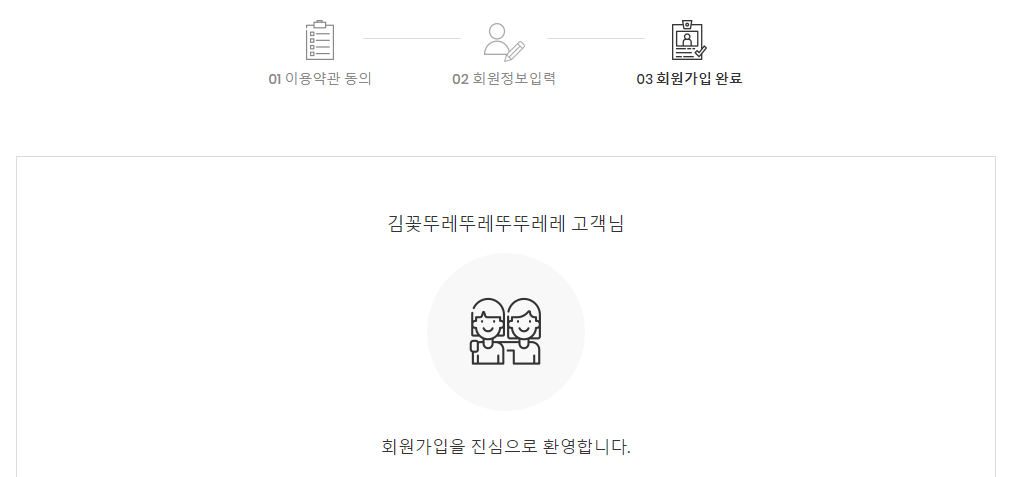 01 이용약관 동의
02 회원정보입력
03 회원가입 완료
김꽃뚜레뚜레뚜뚜레레 고객님
회원가입을 진심으로 환영합니다.